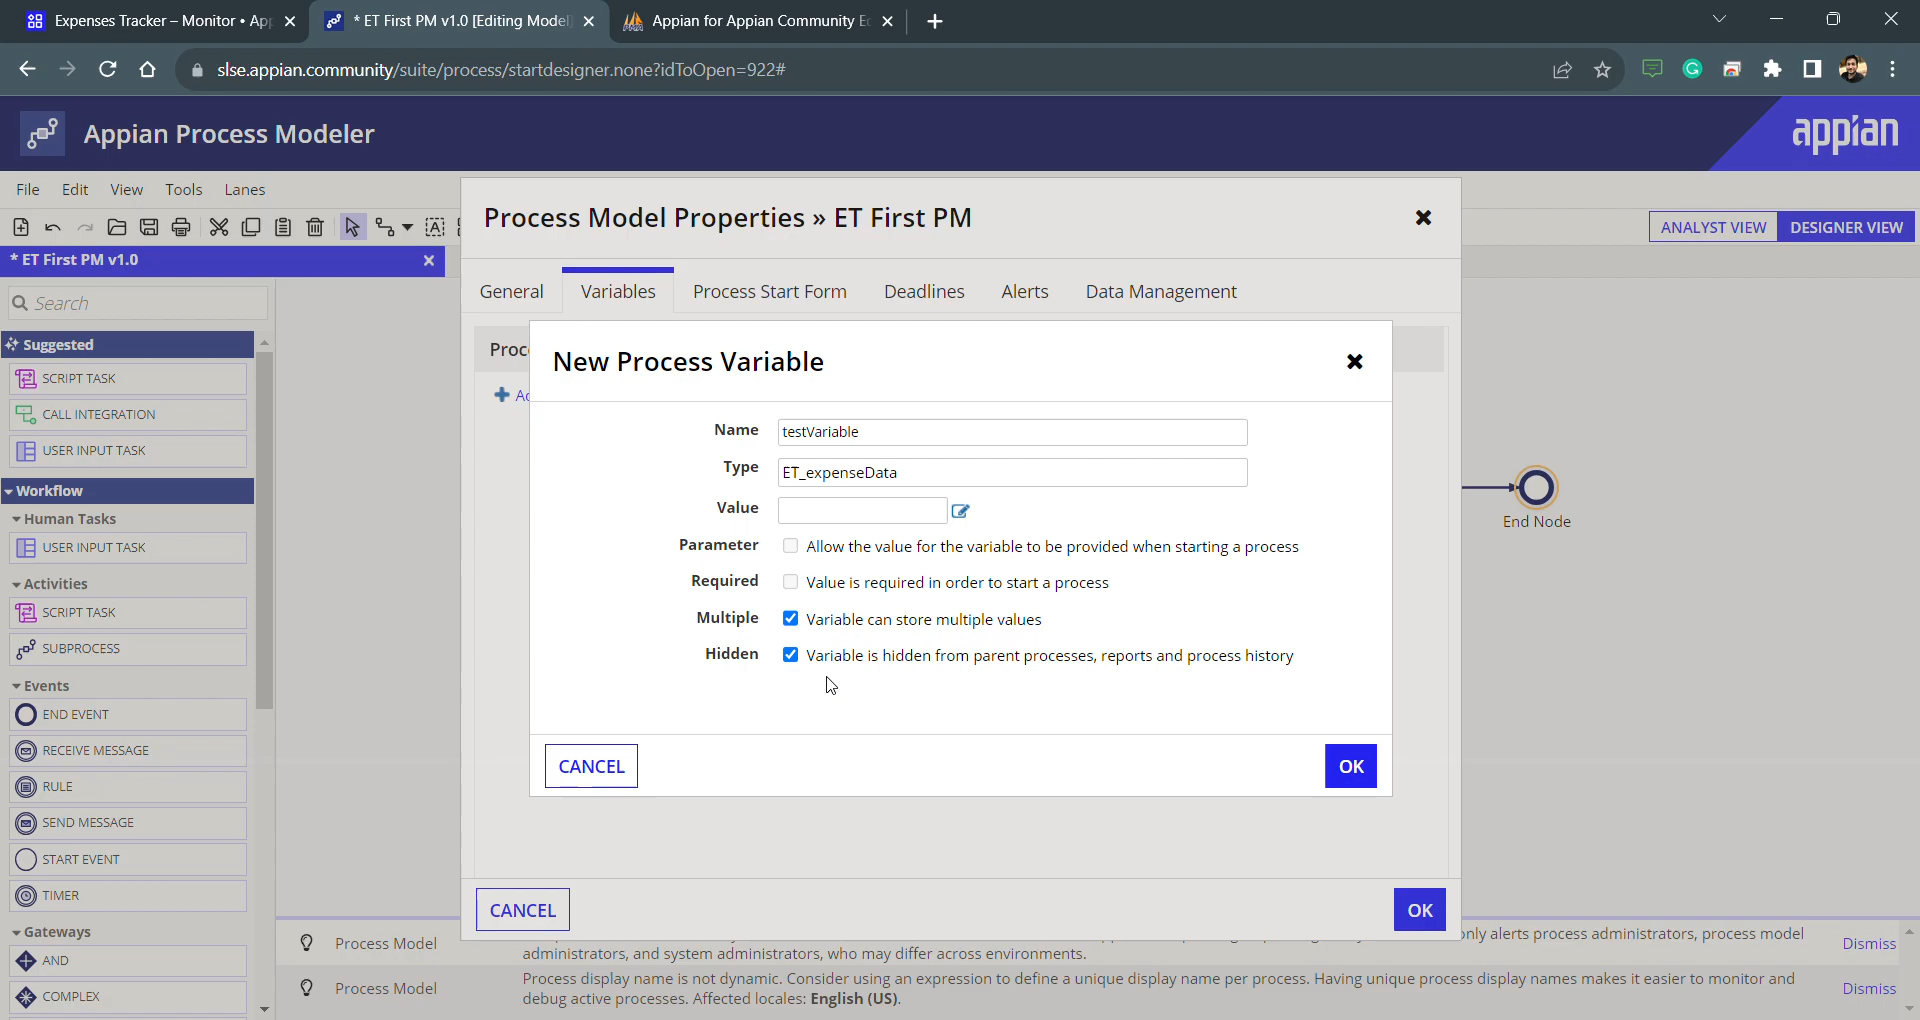 Expenses Tracker – Monitor • Ap
* ET First PM v1.0 [Editing Model]
Appian for Appian Community E
slse.appian.community/suite/process/startdesigner.none?idToOpen=922#
Appian Process Modeler
appian
File Edit View Tools Lanes
ANALYST VIEW DESIGNER VIEW
* ET First PM v1.0
Search
Suggested
SCRIPT TASK
CALL INTEGRATION
USER INPUT TASK
Workflow
Human Tasks
USER INPUT TASK
Activities
SCRIPT TASK
SUBPROCESS
Events
END EVENT
RECEIVE MESSAGE
RULE
SEND MESSAGE
START EVENT
TIMER
Gateways
AND
COMPLEX
Process Model Properties » ET First PM
General Variables Process Start Form Deadlines Alerts Data Management
Proc
New Process Variable
Name testVariable
Type ET_expenseData
Value
Parameter Allow the value for the variable to be provided when starting a process
Required Value is required in order to start a process
Multiple Variable can store multiple values
Hidden Variable is hidden from parent processes, reports and process history
CANCEL OK
CANCEL OK
End Node
Process Model only alerts process administrators, process model Dismiss
administrators, and system administrators, who may differ across environments.
Process Model Process display name is not dynamic. Consider using an expression to define a unique display name per process. Having unique process display names makes it easier to monitor and Dismiss
debug active processes. Affected locales: English (US).